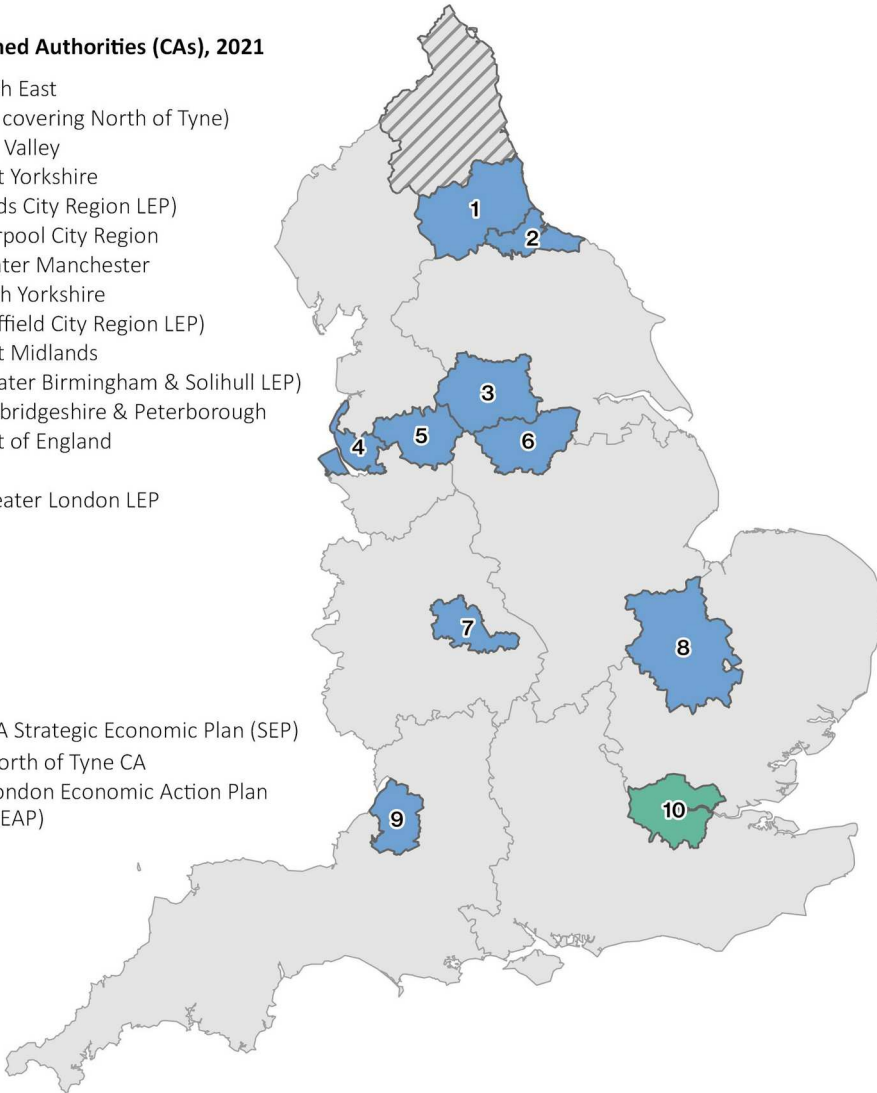 ned Authorities (CAs), 2021
h East
covering North of Tyne)
Valley
t Yorkshire
ds City Region LEP)
rpool City Region
ter Manchester
h Yorkshire
ffield City Region LEP)
t Midlands
ater Birmingham & Solihull LEP)
bridgeshire & Peterborough
t of England
eater London LEP
A Strategic Economic Plan (SEP)
orth of Tyne CA
ondon Economic Action Plan
EAP)
1
2
3
4
5
6
7
8
9
10